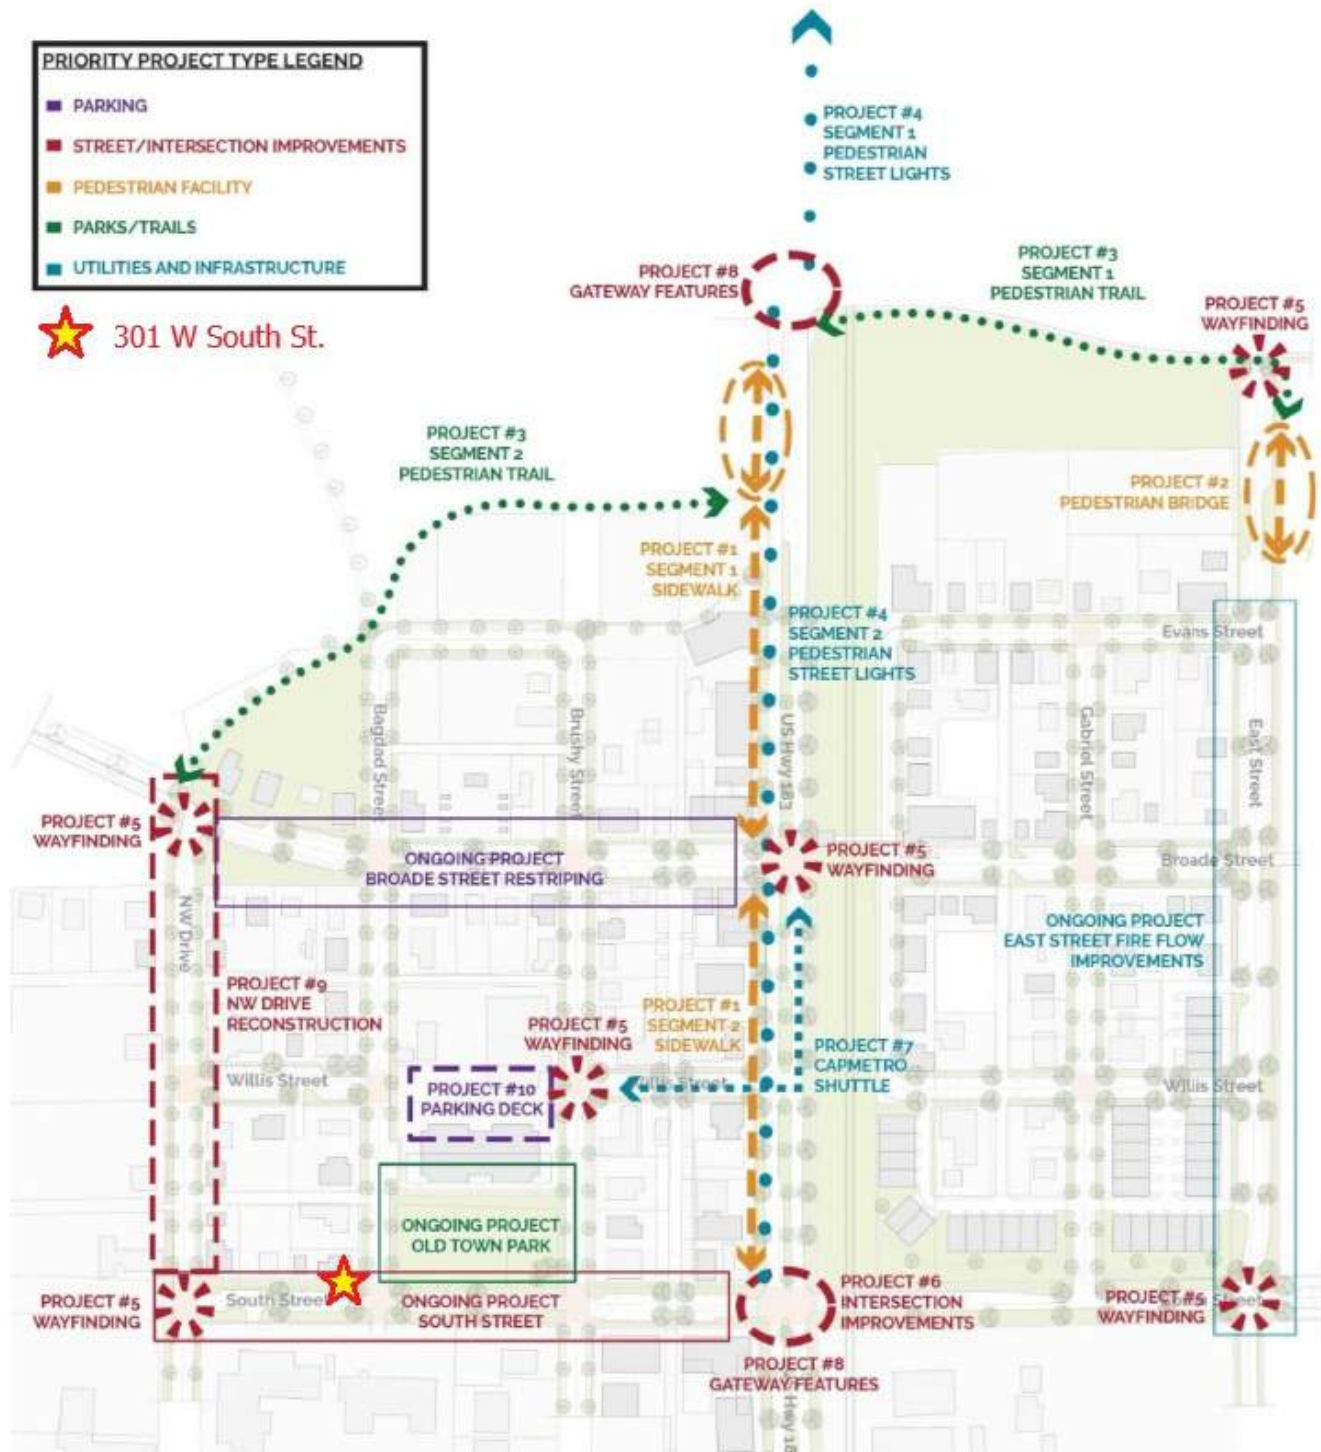 PRIORITY PROJECT TYPE LEGEND
PARKING
STREET/INTERSECTION IMPROVEMENTS
PEDESTRIAN FACILITY
PARKS/TRAILS
UTILITIES AND INFRASTRUCTURE
301 W South St.
PROJECT #4
SEGMENT 1
PEDESTRIAN
STREET LIGHTS
PROJECT #8
GATEWAY FEATURES
PROJECT #3
SEGMENT 1
PEDESTRIAN TRAIL
PROJECT #5
WAYFINDING
PROJECT #3
SEGMENT 2
PEDESTRIAN TRAIL
PROJECT #2
PEDESTRIAN BRIDGE
PROJECT #1
SEGMENT 1
SIDEWALK
PROJECT #4
SEGMENT 2
PEDESTRIAN
STREET LIGHTS
Evans Street
Bagdad Street
Brushy Street
US Hwy 183
Gabriel Street
East Street
PROJECT #5
WAYFINDING
ONGOING PROJECT
BROADE STREET RESTRIPING
PROJECT #5
WAYFINDING
Broade Street
NW Drive
ONGOING PROJECT
EAST STREET FIRE FLOW
IMPROVEMENTS
PROJECT #9
NW DRIVE
RECONSTRUCTION
PROJECT #5
WAYFINDING
PROJECT #1
SEGMENT 2
SIDEWALK
PROJECT #7
CAPMETRO
SHUTTLE
Willis Street
PROJECT #10
PARKING DECK
Willis Street
Willis Street
ONGOING PROJECT
OLD TOWN PARK
PROJECT #5
WAYFINDING
South Street
ONGOING PROJECT
SOUTH STREET
PROJECT #6
INTERSECTION
IMPROVEMENTS
PROJECT #5
WAYFINDING
Street
PROJECT #8
GATEWAY FEATURES
Hwy 18